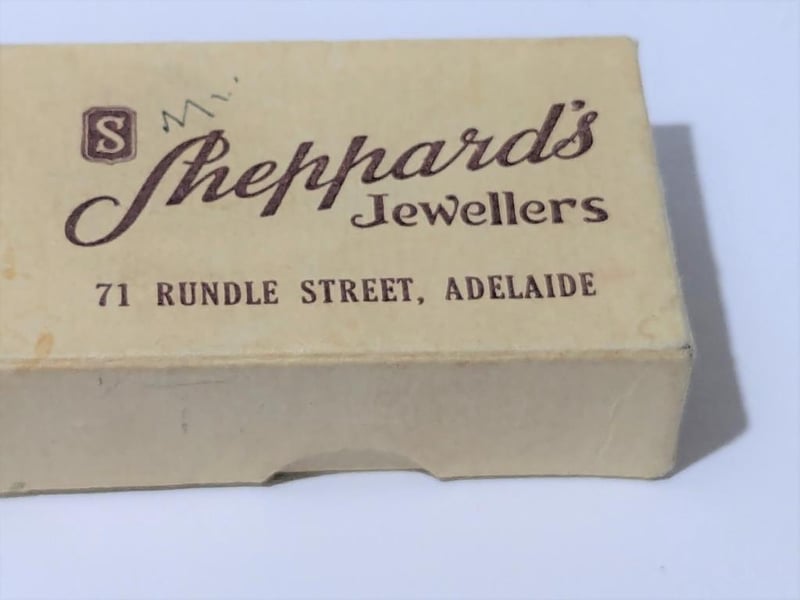 S
Sheppard's
Jewellers
71 RUNDLE STREET, ADELAIDE